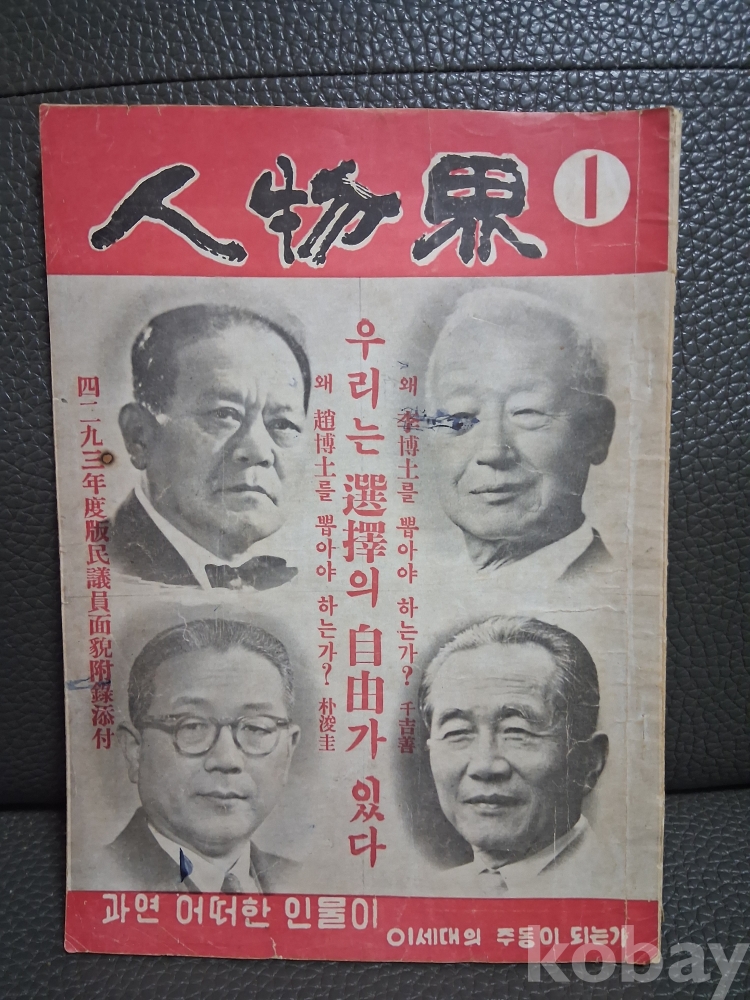 人物界
1
우리는 選擇의 自由가 있다
왜 李博士를 뽑아야 하는가? 千吉善
왜 趙博士를 뽑아야 하는가? 朴浚圭
四二九三年度版民議員面貌附錄添付
과연 어떠한 인물이
이세대의 주동이 되는가
kobay